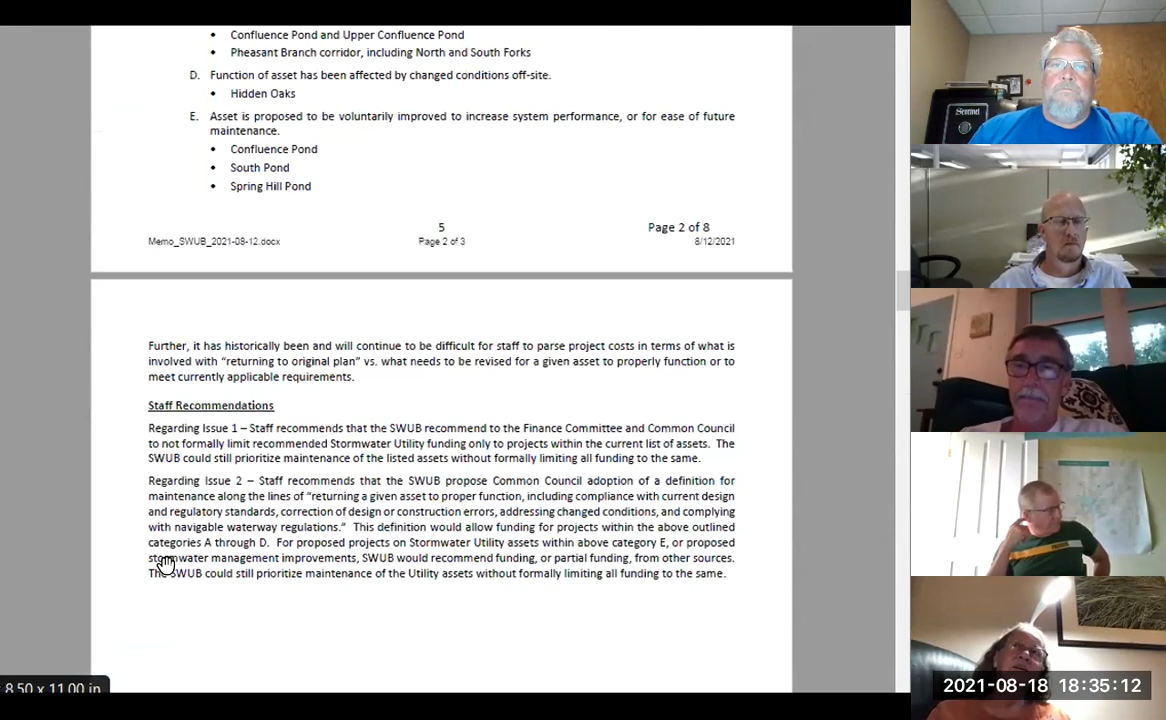 • Confluence Pond and Upper Confluence Pond
• Pheasant Branch corridor, including North and South Forks
D. Function of asset has been affected by changed conditions off-site.
• Hidden Oaks
E. Asset is proposed to be voluntarily improved to increase system performance, or for ease of future
maintenance.
• Confluence Pond
• South Pond
• Spring Hill Pond
5
Page 2 of 8
Memo_SWUB_2021-08-12.docx
Page 2 of 3
8/12/2021
Further, it has historically been and will continue to be difficult for staff to parse project costs in terms of what is
involved with “returning to original plan” vs. what needs to be revised for a given asset to properly function or to
meet currently applicable requirements.
Staff Recommendations
Regarding Issue 1 – Staff recommends that the SWUB recommend to the Finance Committee and Common Council
to not formally limit recommended Stormwater Utility funding only to projects within the current list of assets. The
SWUB could still prioritize maintenance of the listed assets without formally limiting all funding to the same.
Regarding Issue 2 – Staff recommends that the SWUB propose Common Council adoption of a definition for
maintenance along the lines of “returning a given asset to proper function, including compliance with current design
and regulatory standards, correction of design or construction errors, addressing changed conditions, and complying
with navigable waterway regulations.” This definition would allow funding for projects within the above outlined
categories A through D. For proposed projects on Stormwater Utility assets within above category E, or proposed
stormwater management improvements, SWUB would recommend funding, or partial funding, from other sources.
The SWUB could still prioritize maintenance of the Utility assets without formally limiting all funding to the same.
8.50 x 11.00 in
Sentinel
2021-08-18 18:35:12